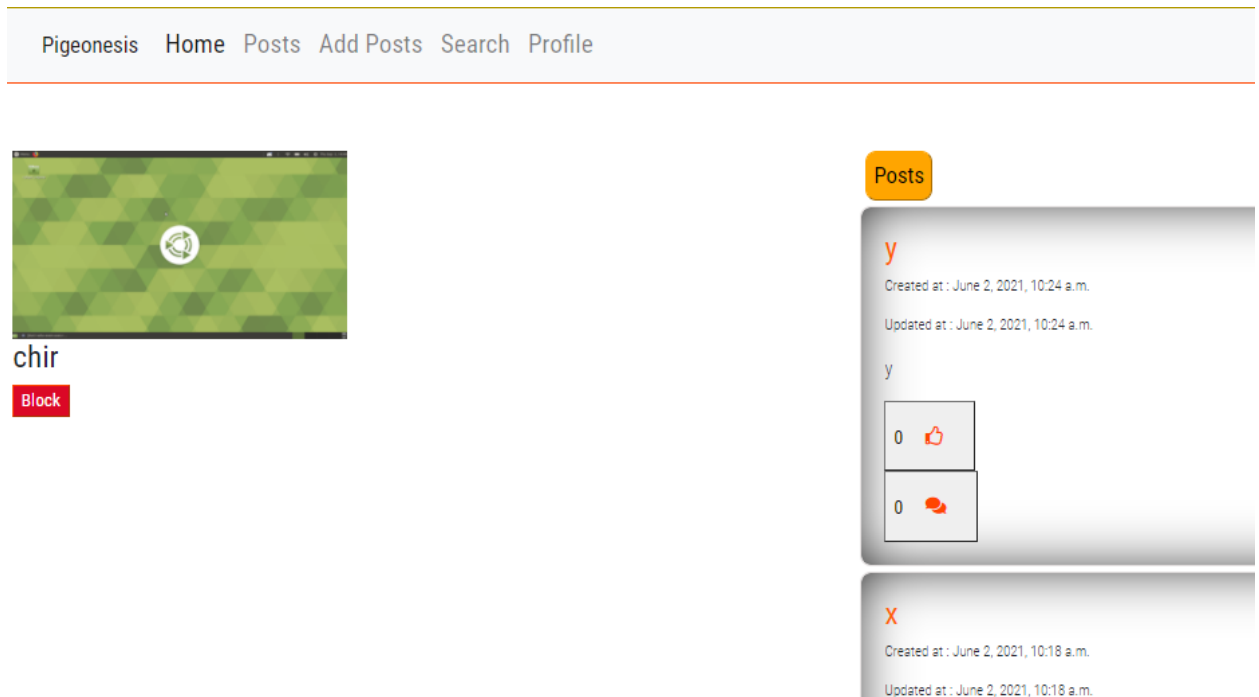 Pigeonesis Home Posts Add Posts Search Profile
chir
Block
Posts
y
Created at : June 2, 2021, 10:24 a.m.
Updated at : June 2, 2021, 10:24 a.m.
y
0
0
x
Created at : June 2, 2021, 10:18 a.m.
Updated at : June 2, 2021, 10:18 a.m.